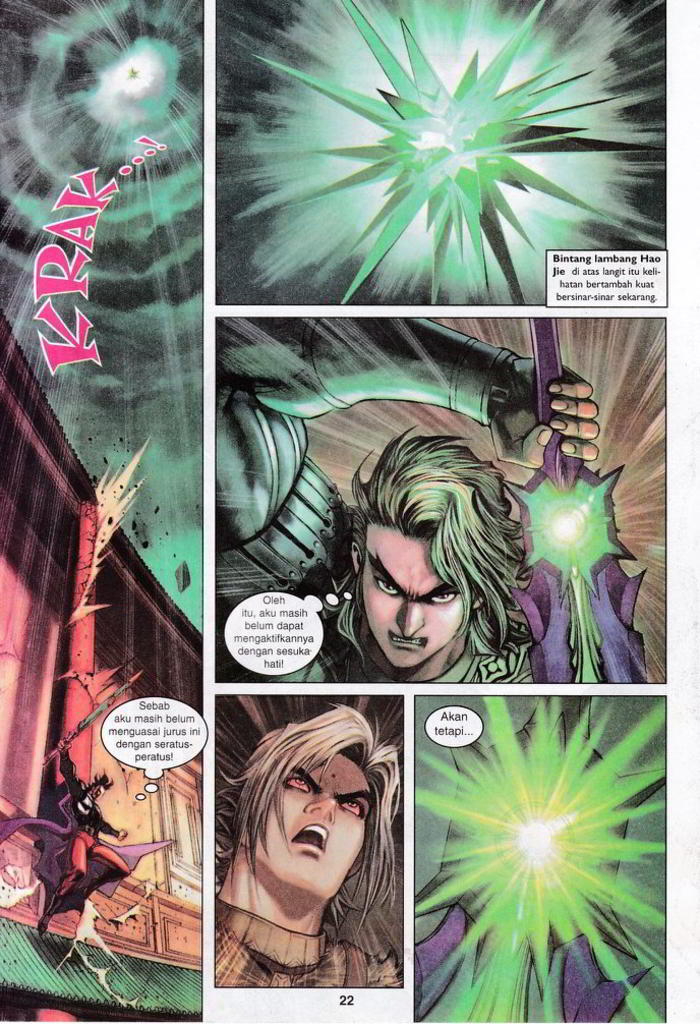 KRAK...!
Sebab
aku masih belum
menguasai jurus ini
dengan seratus-
peratus!
Bintang lambang Hao
Jie di atas langit itu keli-
hatan bertambah kuat
bersinar-sinar sekarang.
Oleh
itu, aku masih
belum dapat
mengaktifkannya
dengan sesuka-
hati!
Akan
tetapi...
22